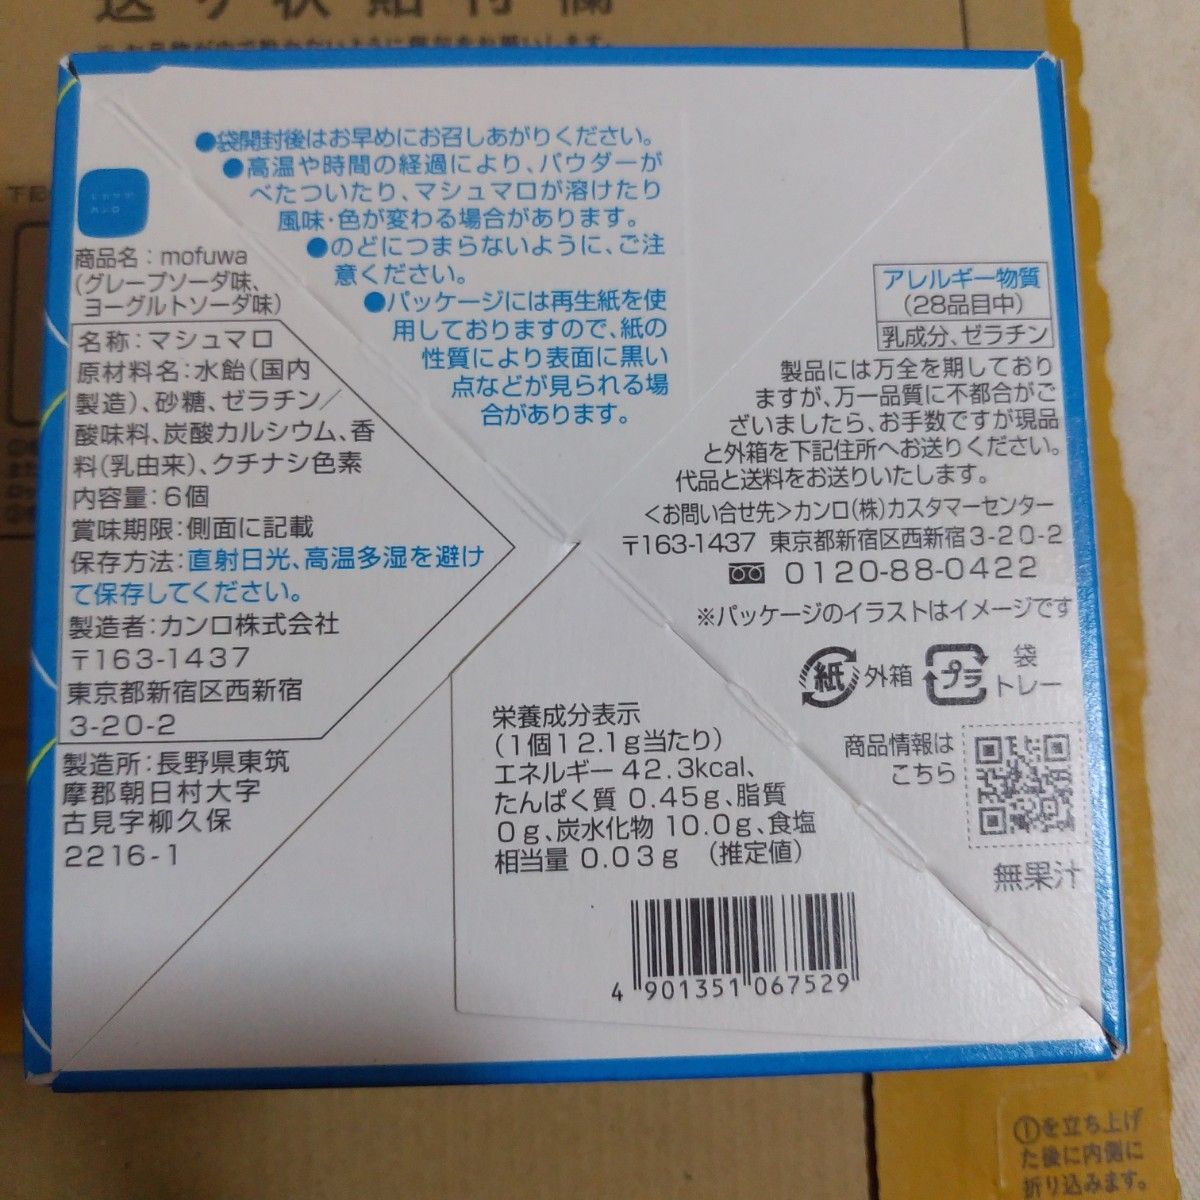 送り状貼付欄
●袋開封後はお早めにお召しあがりください。
●高温や時間の経過により、パウダーが
べたついたり、マシュマロが溶けたり
風味・色が変わる場合があります。
●のどにつまらないように、ご注
意ください。
●パッケージには再生紙を使
用しておりますので、紙の
性質により表面に黒い
点などが見られる場
合があります。
ヒトツブ
カンロ
商品名：mofuwa
(グレープソーダ味、
ヨーグルトソーダ味)
名称：マシュマロ
原材料名：水飴(国内
製造)、砂糖、ゼラチン／
酸味料、炭酸カルシウム、香
料(乳由来)、クチナシ色素
内容量：6個
賞味期限：側面に記載
保存方法：直射日光、高温多湿を避け
て保存してください。
製造者：カンロ株式会社
〒163-1437
東京都新宿区西新宿
3-20-2
製造所：長野県東筑
摩郡朝日村大字
古見字柳久保
2216-1
アレルギー物質
(28品目中)
乳成分、ゼラチン
製品には万全を期しており
ますが、万一品質に不都合がご
ざいましたら、お手数ですが現品
と外箱を下記住所へお送りください。
代品と送料をお送りいたします。
＜お問い合せ先＞カンロ(株)カスタマーセンター
〒163-1437 東京都新宿区西新宿3-20-2
0120-88-0422
※パッケージのイラストはイメージです
紙 外箱 プラ 袋
トレー
商品情報は
こちら
無果汁
栄養成分表示
(1個12.1g当たり)
エネルギー 42.3kcal、
たんぱく質 0.45g、脂質
0g、炭水化物 10.0g、食塩
相当量 0.03g (推定値)
4 901351 067529
①を立ち上げ
た後に内側に
折り込みます。